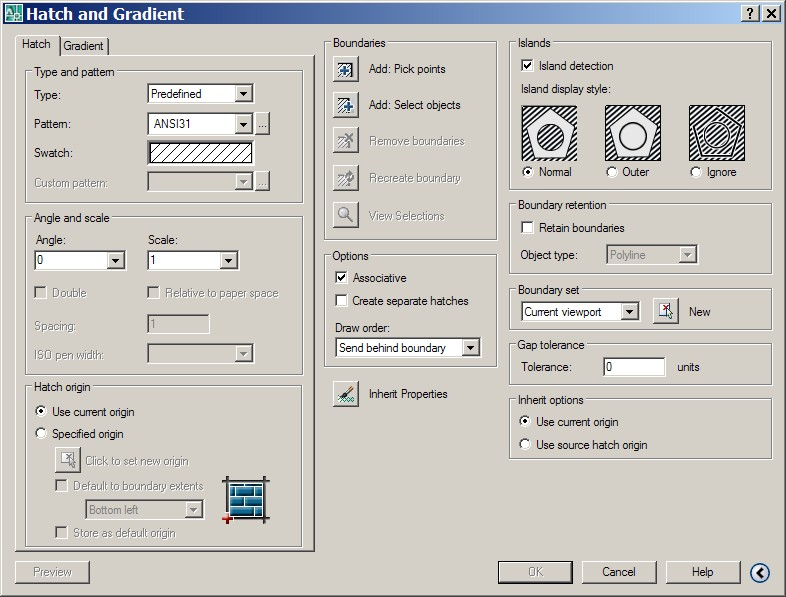 Hatch and Gradient
Hatch
Gradient
Type and pattern
Type:
Predefined
Pattern:
ANSI31
...
Swatch:
Custom pattern:
...
Angle and scale
Angle:
Scale:
0
1
Double
Relative to paper space
Spacing:
1
ISO pen width:
Hatch origin
Use current origin
Specified origin
Click to set new origin
Default to boundary extents
Bottom left
Store as default origin
Preview
Boundaries
Add: Pick points
Add: Select objects
Remove boundaries
Recreate boundary
View Selections
Options
Associative
Create separate hatches
Draw order:
Send behind boundary
Inherit Properties
Islands
Island detection
Island display style:
Normal
Outer
Ignore
Boundary retention
Retain boundaries
Object type:
Polyline
Boundary set
Current viewport
New
Gap tolerance
Tolerance:
0
units
Inherit options
Use current origin
Use source hatch origin
OK
Cancel
Help